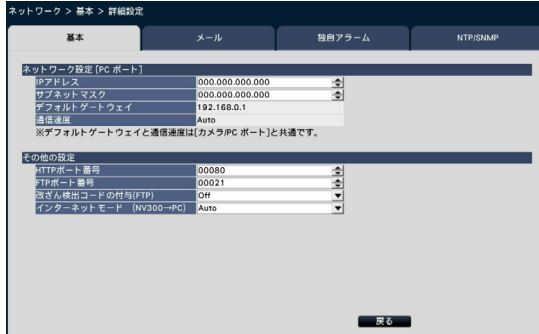 ネットワーク > 基本 > 詳細設定
基本 メール 独自アラーム NTP/SNMP
ネットワーク設定 [PC ポート]
IPアドレス 000.000.000.000
サブネットマスク 000.000.000.000
デフォルトゲートウェイ 192.168.0.1
通信速度 Auto
※デフォルトゲートウェイと通信速度は[カメラ/PC ポート]と共通です。
その他の設定
HTTPポート番号 00080
FTPポート番号 00021
改ざん検出コードの付与(FTP) Off
インターネットモード (NV300→PC) Auto
戻る